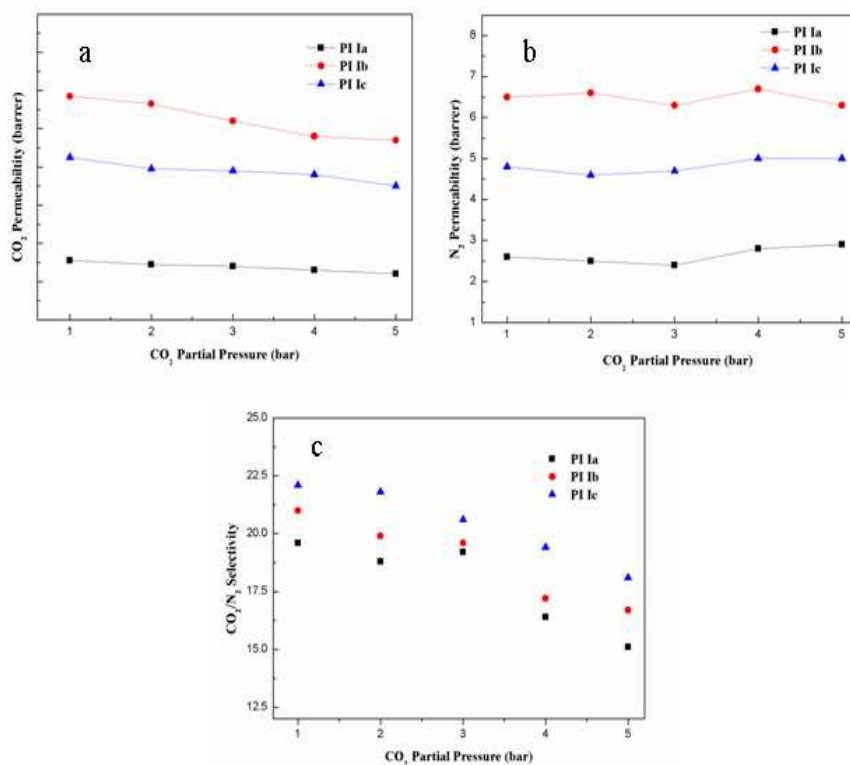 a
PI Ia
PI Ib
PI Ic
CO₂ Permeabiltity (barrer)
1 2 3 4 5
CO₂ Partial Pressure (bar)
b
PI Ia
PI Ib
PI Ic
N₂ Permeabiltity (barrer)
8
7
6
5
4
3
2
1
1 2 3 4 5
CO₂ Partial Pressure (bar)
c
PI Ia
PI Ib
PI Ic
CO₂/N₂ Selectivity
25.0
22.5
20.0
17.5
15.0
12.5
1 2 3 4 5
CO₂ Partial Pressure (bar)